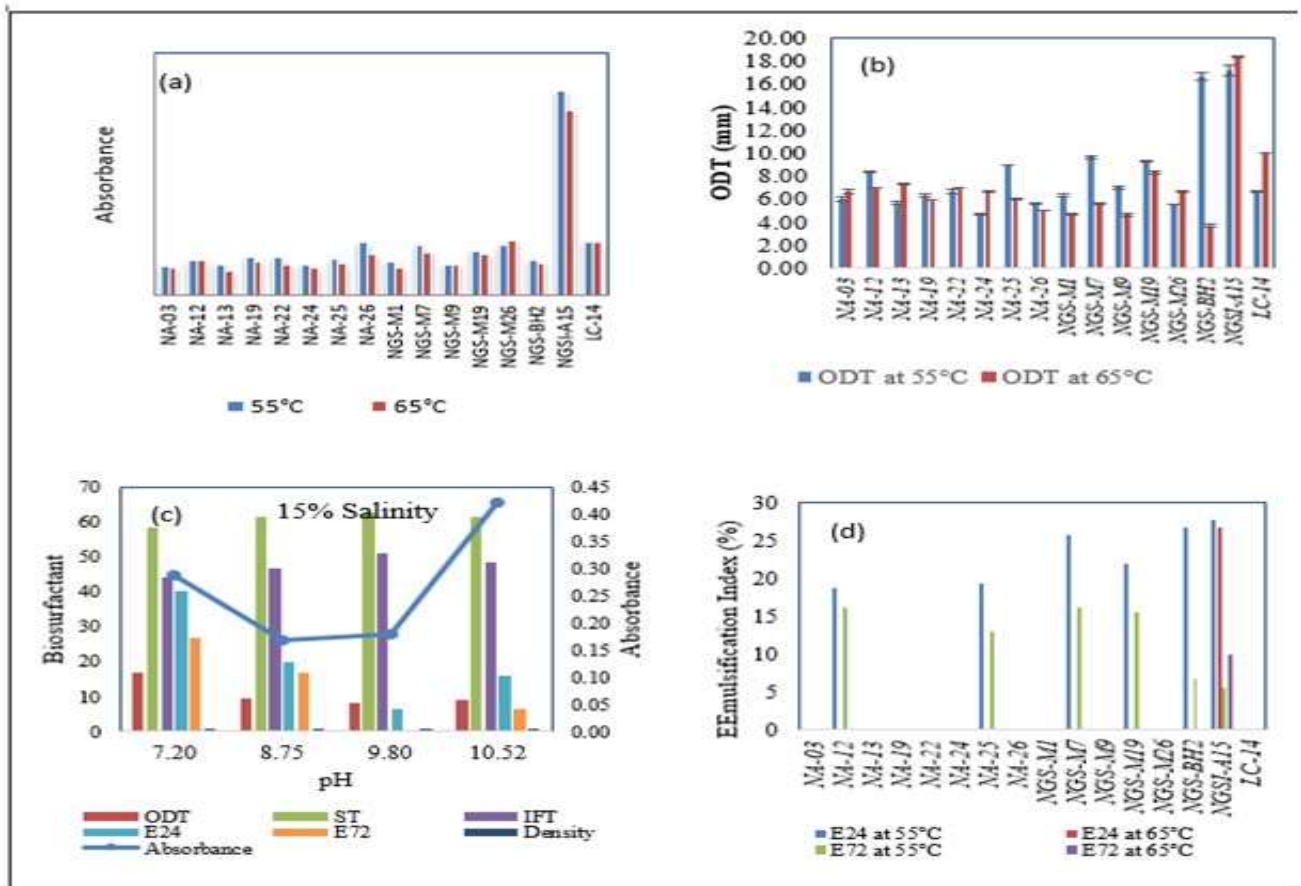 (a)
Absorbance
NA-03
NA-12
NA-13
NA-19
NA-22
NA-24
NA-25
NA-26
NGS-M1
NGS-M7
NGS-M9
NGS-M19
NGS-M26
NGS-BH2
NGSI-A15
LC-14
55°C 65°C
(b)
ODT (mm)
20.00
18.00
16.00
14.00
12.00
10.00
8.00
6.00
4.00
2.00
0.00
NA-03
NA-12
NA-13
NA-19
NA-22
NA-24
NA-25
NA-26
NGS-M1
NGS-M7
NGS-M9
NGS-M19
NGS-M26
NGS-BH2
NGSI-A15
LC-14
ODT at 55°C ODT at 65°C
(c)
15% Salinity
Biosurfactant
70
60
50
40
30
20
10
0
0.45
0.40
0.35
0.30
0.25
0.20
0.15
0.10
0.05
0.00
Absorbance
7.20 8.75 9.80 10.52
pH
ODT ST IFT
E24 E72 Density
Absorbance
(d)
EEmulsification Index (%)
30
25
20
15
10
5
0
NA-03
NA-12
NA-13
NA-19
NA-22
NA-24
NA-25
NA-26
NGS-M1
NGS-M7
NGS-M9
NGS-M19
NGS-M26
NGS-BH2
NGSI-A15
LC-14
E24 at 55°C E24 at 65°C
E72 at 55°C E72 at 65°C